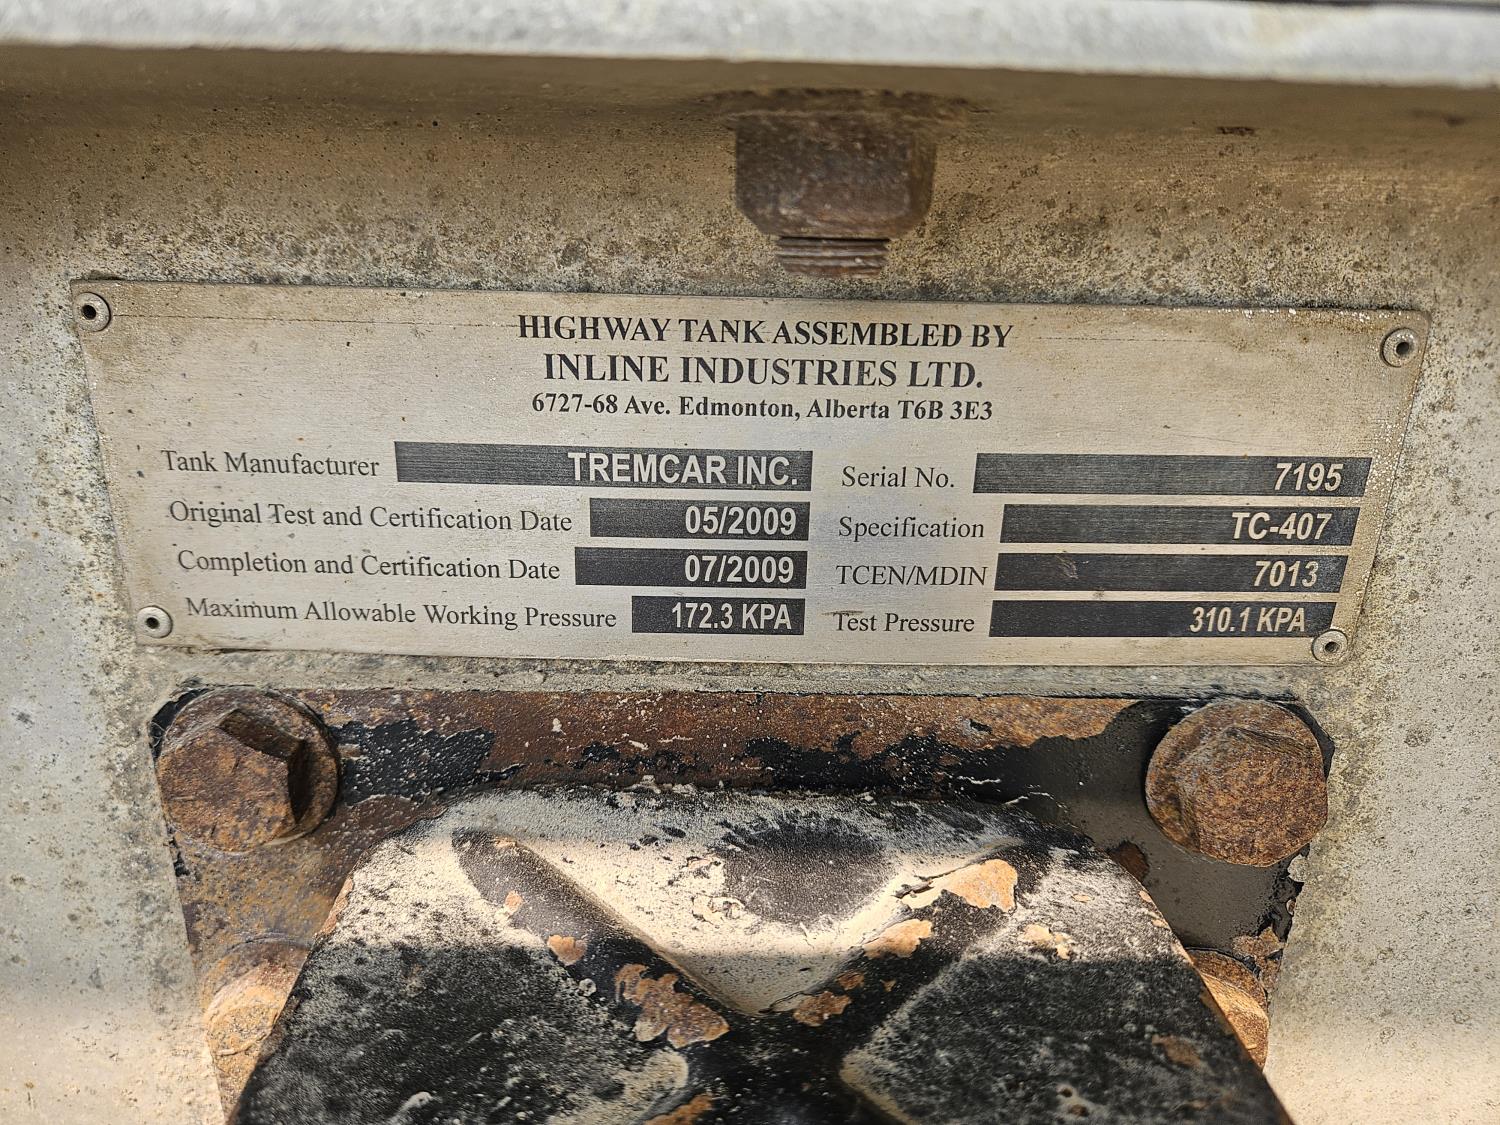 HIGHWAY TANK ASSEMBLED BY
INLINE INDUSTRIES LTD.
6727-68 Ave. Edmonton, Alberta T6B 3E3
Tank Manufacturer TREMCAR INC. Serial No. 7195
Original Test and Certification Date 05/2009 Specification TC-407
Completion and Certification Date 07/2009 TCEN/MDIN 7013
Maximum Allowable Working Pressure 172.3 KPA Test Pressure 310.1 KPA